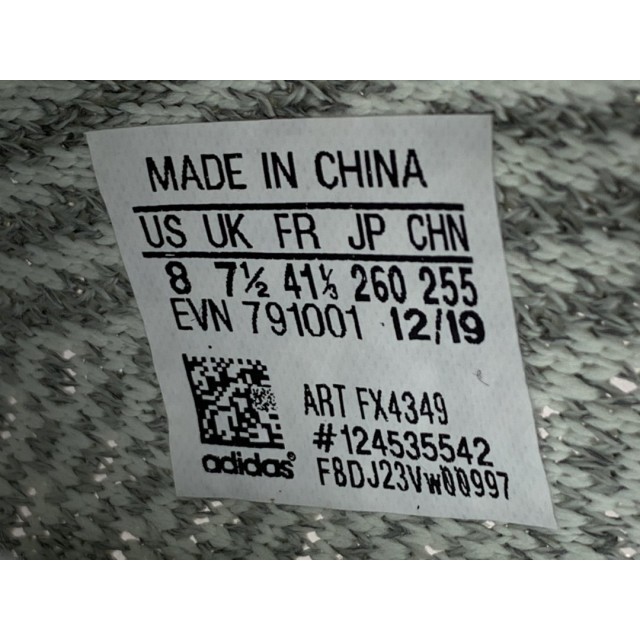 MADE IN CHINA
US UK FR JP CHN
8 7½ 41⅓ 260 255
EVN 791001 12/19
ART FX4349
#124535542
adidas®
F8DJ23Vw00997